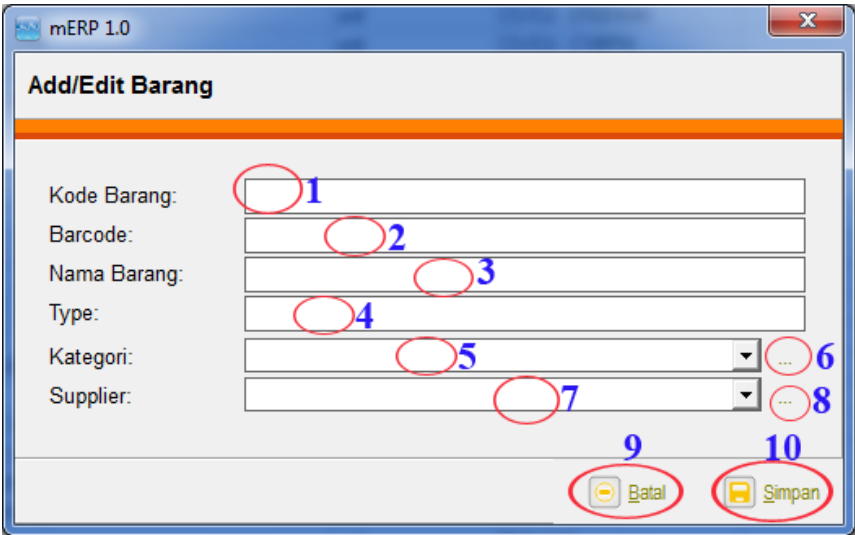 mERP 1.0
Add/Edit Barang
Kode Barang: 1
Barcode: 2
Nama Barang: 3
Type: 4
Kategori: 5 ... 6
Supplier: 7 ... 8
9 10
Batal Simpan